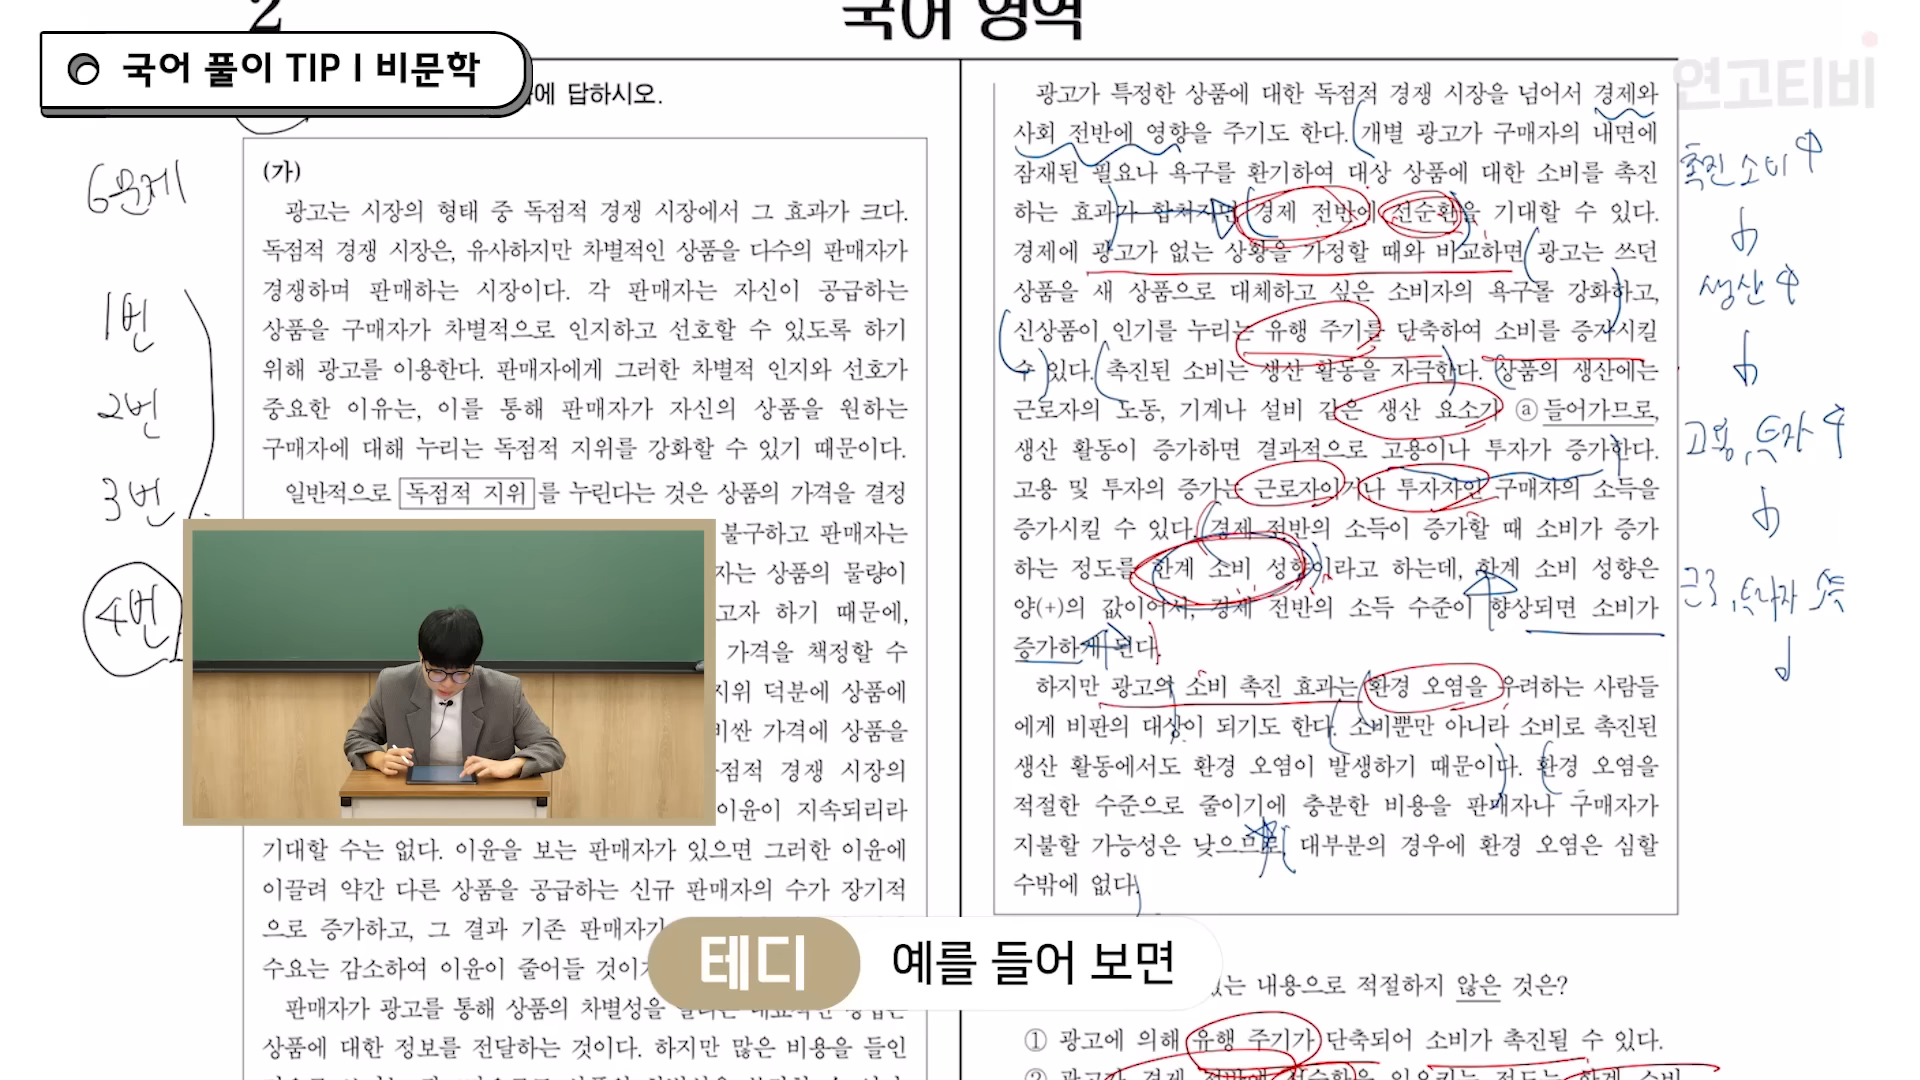 2
국어 영역
국어 풀이 TIP I 비문학
연고티비
에 답하시오.
6문제
1번
2번
3번
4번
(가)
광고는 시장의 형태 중 독점적 경쟁 시장에서 그 효과가 크다.
독점적 경쟁 시장은, 유사하지만 차별적인 상품을 다수의 판매자가
경쟁하며 판매하는 시장이다. 각 판매자는 자신이 공급하는
상품을 구매자가 차별적으로 인지하고 선호할 수 있도록 하기
위해 광고를 이용한다. 판매자에게 그러한 차별적 인지와 선호가
중요한 이유는, 이를 통해 판매자가 자신의 상품을 원하는
구매자에 대해 누리는 독점적 지위를 강화할 수 있기 때문이다.
일반적으로 독점적 지위를 누린다는 것은 상품의 가격을 결정
불구하고 판매자는
자는 상품의 물량이
고자 하기 때문에,
가격을 책정할 수
지위 덕분에 상품에
비싼 가격에 상품을
점적 경쟁 시장의
이윤이 지속되리라
기대할 수는 없다. 이윤을 보는 판매자가 있으면 그러한 이윤에
이끌려 약간 다른 상품을 공급하는 신규 판매자의 수가 장기적
으로 증가하고, 그 결과 기존 판매자가
수요는 감소하여 이윤이 줄어들 것이기
판매자가 광고를 통해 상품의 차별성을
상품에 대한 정보를 전달하는 것이다. 하지만 많은 비용을 들인
광고가 특정한 상품에 대한 독점적 경쟁 시장을 넘어서 경제와
사회 전반에 영향을 주기도 한다. 개별 광고가 구매자의 내면에
잠재된 필요나 욕구를 환기하여 대상 상품에 대한 소비를 촉진
하는 효과가 합쳐지면 경제 전반에 선순환을 기대할 수 있다.
경제에 광고가 없는 상황을 가정할 때와 비교하면 광고는 쓰던
상품을 새 상품으로 대체하고 싶은 소비자의 욕구를 강화하고,
신상품이 인기를 누리는 유행 주기를 단축하여 소비를 증가시킬
수 있다. 촉진된 소비는 생산 활동을 자극한다. 상품의 생산에는
근로자의 노동, 기계나 설비 같은 생산 요소가 ⓐ 들어가므로,
생산 활동이 증가하면 결과적으로 고용이나 투자가 증가한다.
고용 및 투자의 증가는 근로자이거나 투자자인 구매자의 소득을
증가시킬 수 있다. 경제 전반의 소득이 증가할 때 소비가 증가
하는 정도를 한계 소비 성향이라고 하는데, 한계 소비 성향은
양(+)의 값이어서, 경제 전반의 소득 수준이 향상되면 소비가
증가하게 된다.
하지만 광고의 소비 촉진 효과는 환경 오염을 우려하는 사람들
에게 비판의 대상이 되기도 한다. 소비뿐만 아니라 소비로 촉진된
생산 활동에서도 환경 오염이 발생하기 때문이다. 환경 오염을
적절한 수준으로 줄이기에 충분한 비용을 판매자나 구매자가
지불할 가능성은 낮으므로, 대부분의 경우에 환경 오염은 심할
수밖에 없다.
촉진 소비 ↑
생산 ↑
고용, 투자 ↑
근로, 투자자 소득
있는 내용으로 적절하지 않은 것은?
① 광고에 의해 유행 주기가 단축되어 소비가 촉진될 수 있다.
테디 예를 들어 보면